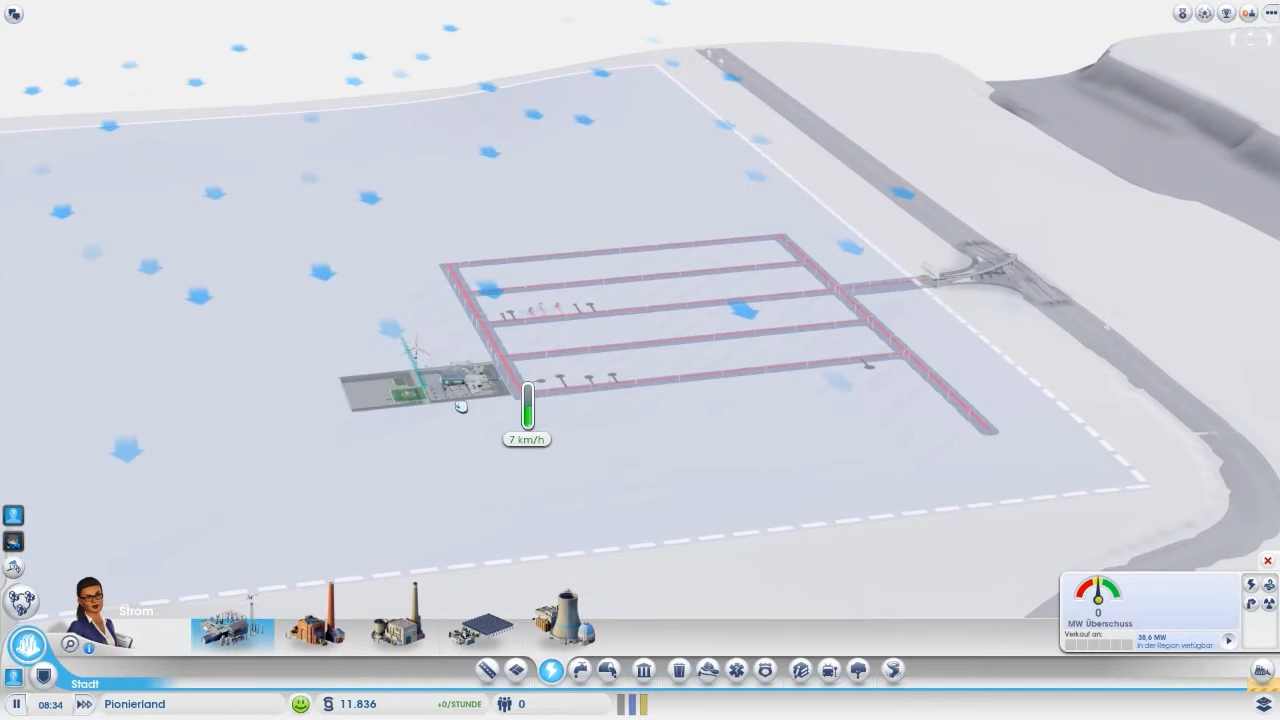 7 km/h
Strom
0
MW Überschuss
Verkauf an:
38,6 MW
in der Region verfügbar
Stadt
08:34
Pionierland
11.836
+0/STUNDE
0